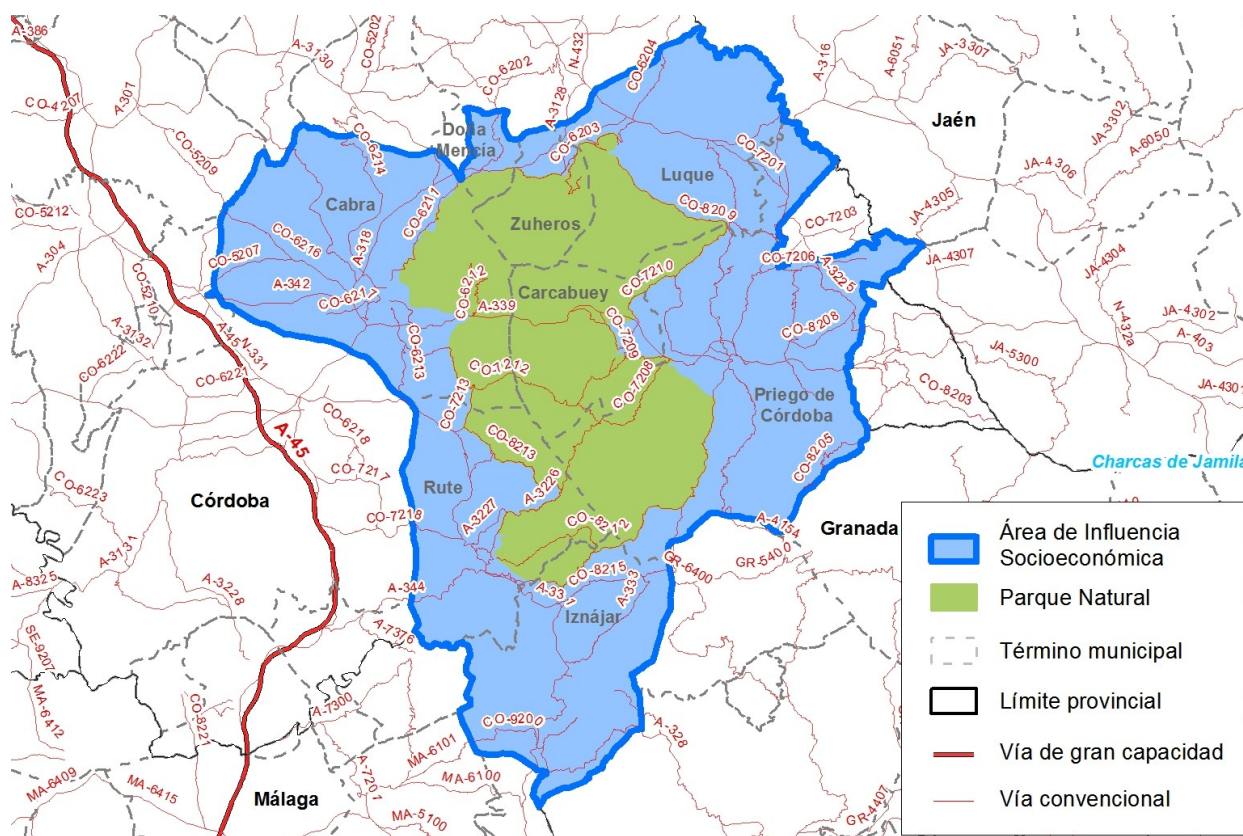 A-386
A-3130
CO-5202
N-432
CO-6204
A-316
A-6051
JA-3307
CO-6202
CO-4207
A-307
A-3128
Jaén
JA-3302
Doña
Mencía
CO-6203
CO-6214
CO-5209
CO-7201
A-6050
JA-4306
Luque
Cabra
CO-6211
CO-5212
CO-8209
JA-4305
CO-7203
Zuheros
A-304
CO-6216
A-318
CO-5207
CO-7206
JA-4307
JA-4304
CO-7210
A-3225
CO-5210
A-342
CO-6217
CO-6212
Carcabuey
A-339
N-432a
JA-4302
A-403
A-3132
A-45
N-331
CO-7209
CO-8208
CO-6222
CO-6213
JA-5300
CO-6227
CO-7212
CO-7208
JA-4301
CO-7213
CO-8203
Priego de
Córdoba
A-45
CO-6218
CO-8213
CO-8205
CO-7217
Charcas de Jamila
CO-6223
Rute
A-3226
Córdoba
A-3227
CO-7218
CO-8212
A-4154
Granada
A-3131
GR-5400
GR-6400
A-8325
CO-8215
A-344
A-331
A-333
A-3228
Iznájar
A-7376
SE-9207
MA-6412
A-7300
CO-9200
CO-8221
A-328
MA-6101
MA-6409
MA-6415
A-7201
MA-6100
Málaga
MA-5100
GR-4407
Área de Influencia
Socioeconómica
Parque Natural
Término municipal
Límite provincial
Vía de gran capacidad
Vía convencional